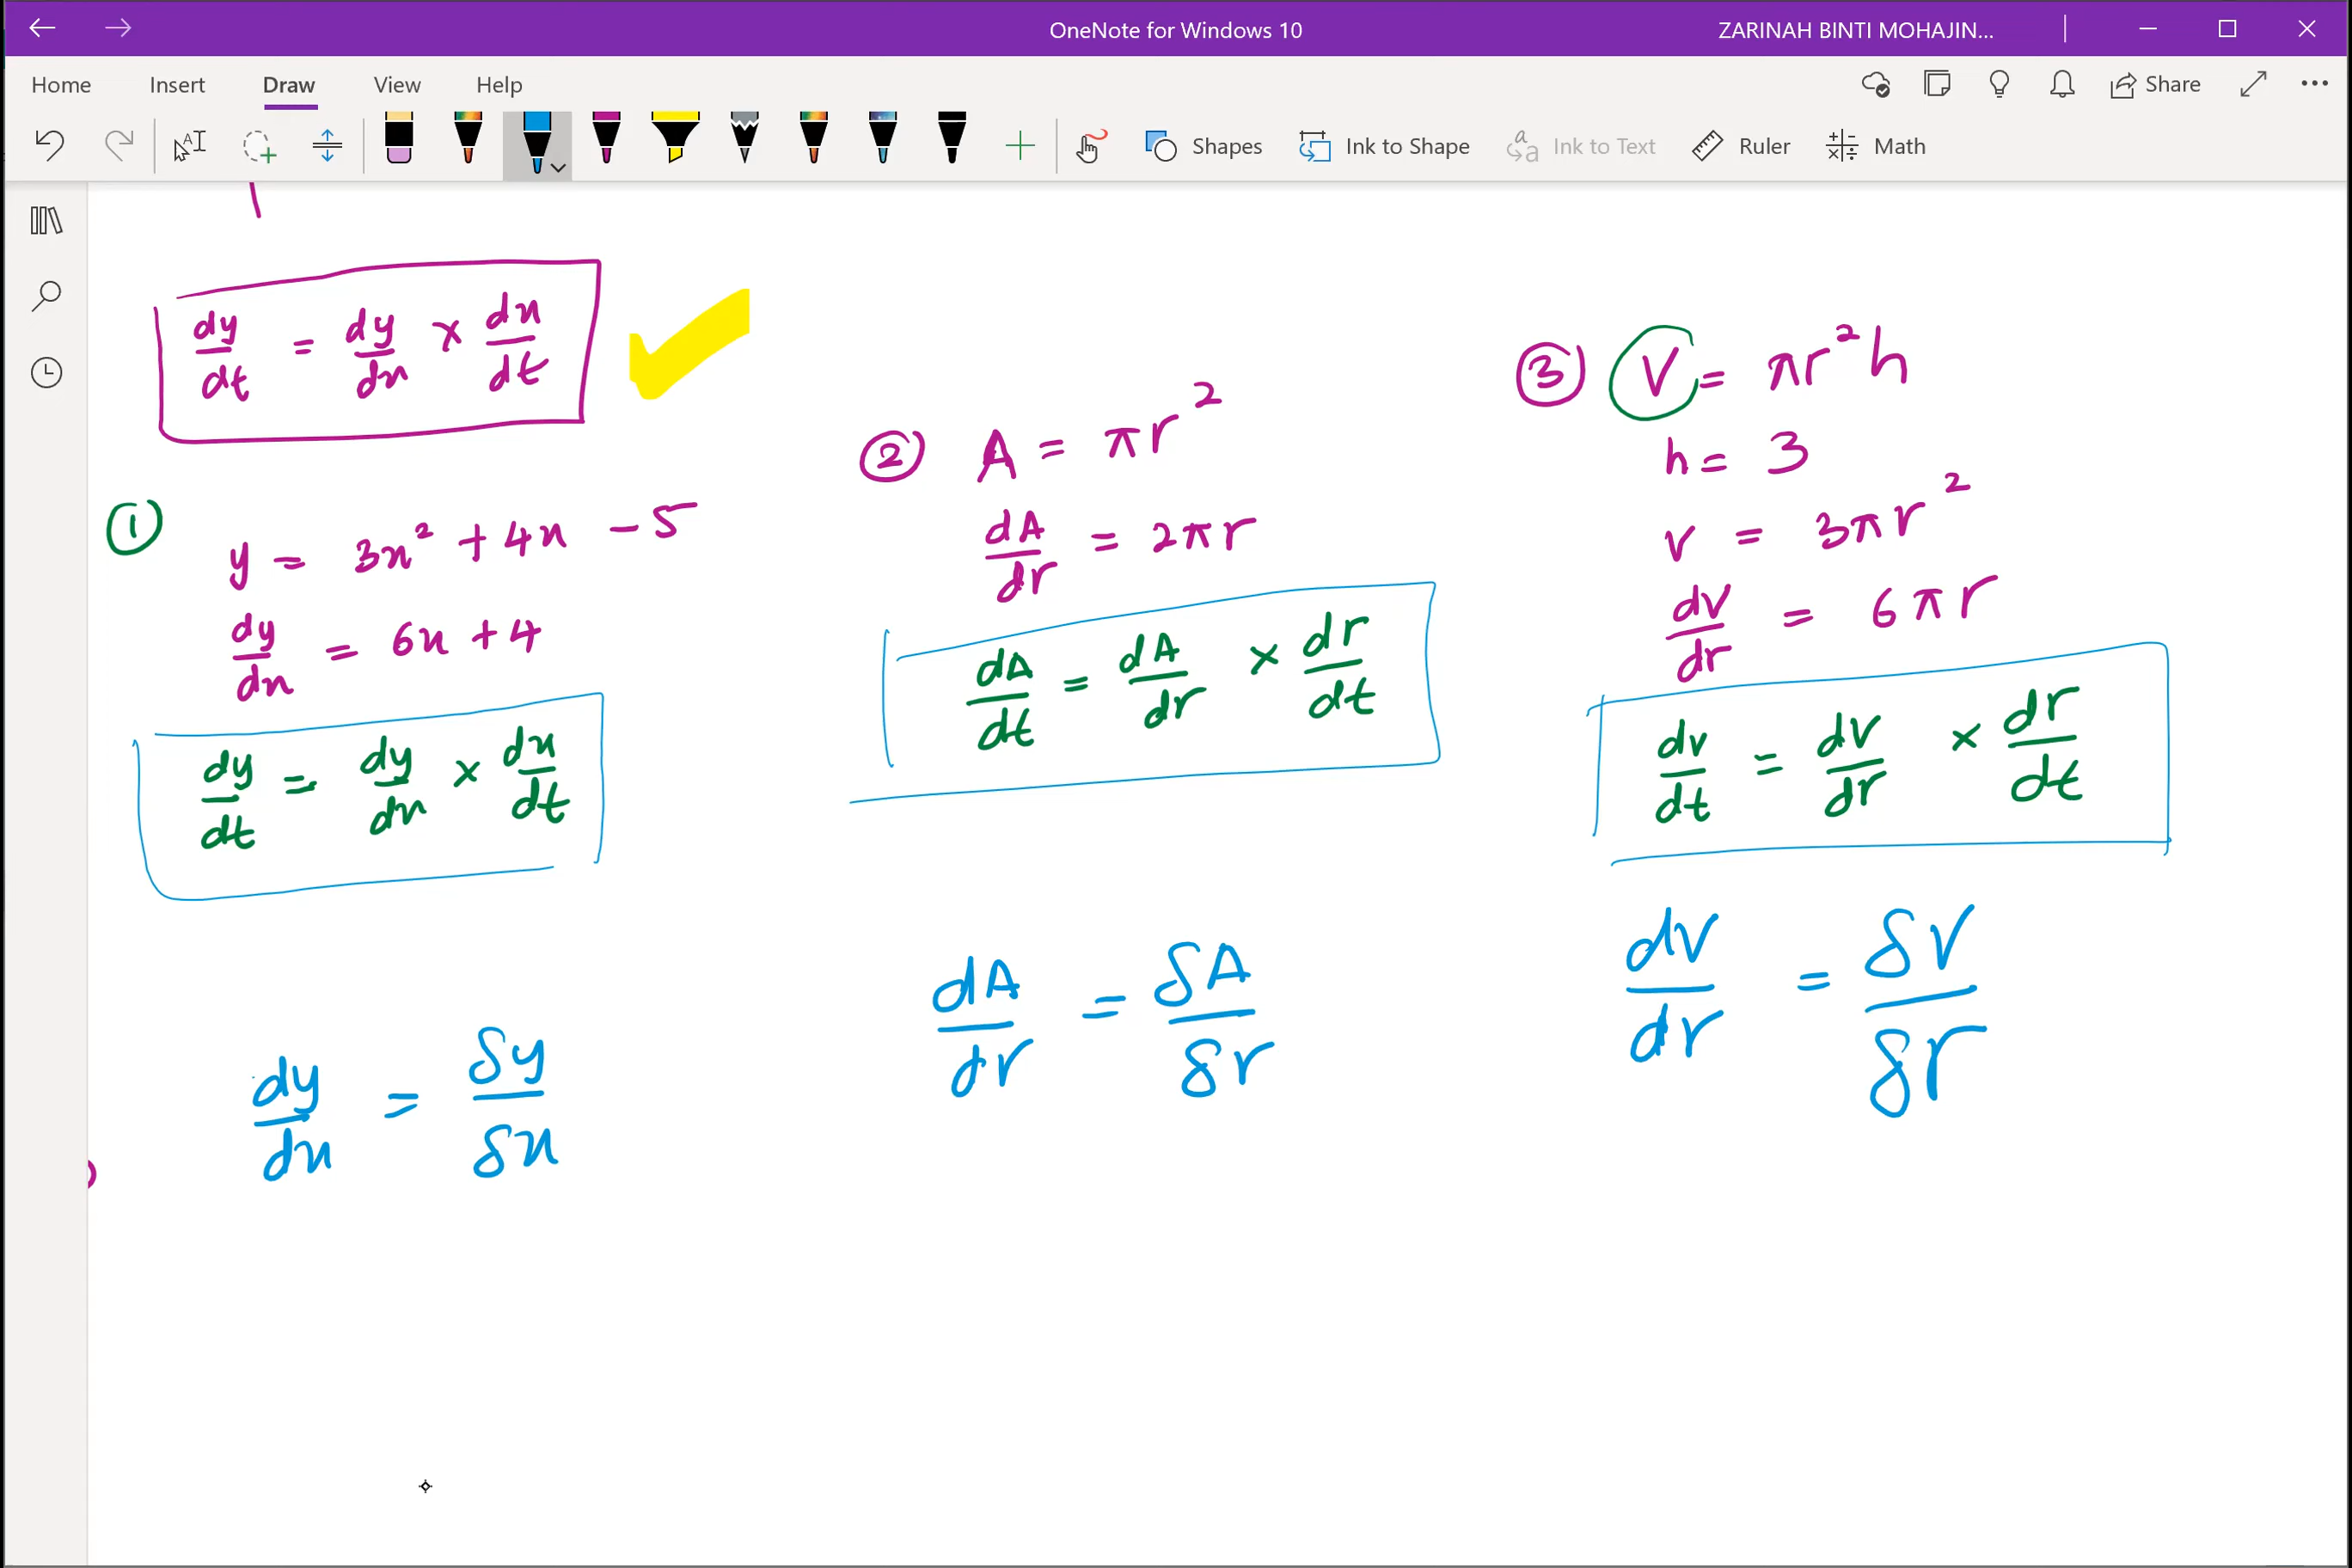 OneNote for Windows 10
ZARINAH BINTI MOHAJIN...
Home Insert Draw View Help
Share
Shapes Ink to Shape Ink to Text Ruler Math
dy/dt = dy/dx × dx/dt
①
y = 3x² + 4x - 5
dy/dx = 6x + 4
dy/dt = dy/dx × dx/dt
dy/dx = δy/δx
② A = πr²
dA/dr = 2πr
dA/dt = dA/dr × dr/dt
dA/dr = δA/δr
③ V = πr²h
h = 3
V = 3πr²
dV/dr = 6πr
dV/dt = dV/dr × dr/dt
dV/dr = δV/δr